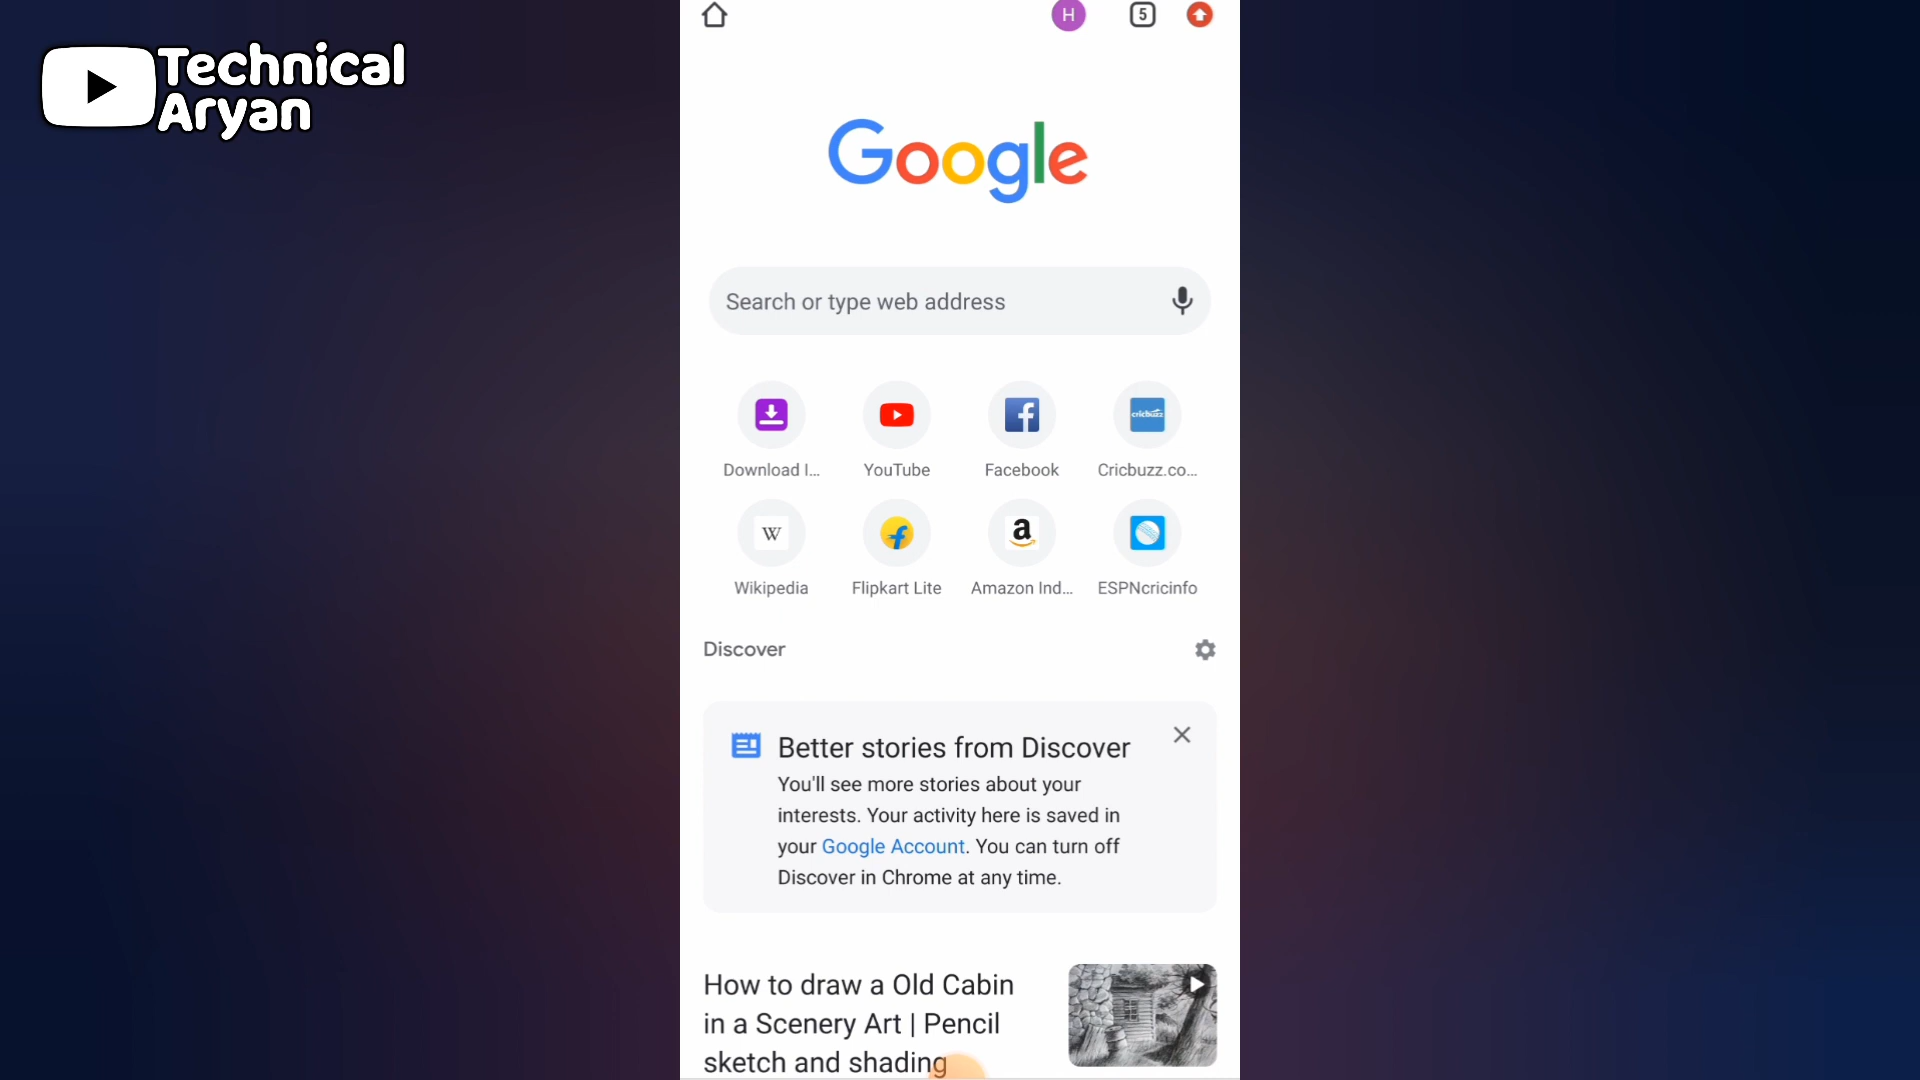 Technical
Aryan
H
5
Google
Search or type web address
Download I...
YouTube
Facebook
cricbuzz
Cricbuzz.co...
W
Wikipedia
Flipkart Lite
a
Amazon Ind...
ESPNcricinfo
Discover
Better stories from Discover
You'll see more stories about your
interests. Your activity here is saved in
your Google Account. You can turn off
Discover in Chrome at any time.
How to draw a Old Cabin
in a Scenery Art | Pencil
sketch and shading